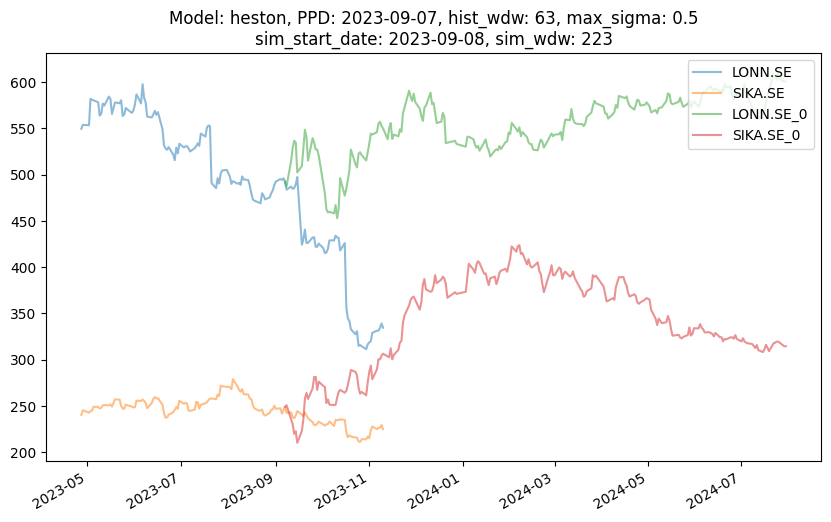 Model: heston, PPD: 2023-09-07, hist_wdw: 63, max_sigma: 0.5
sim_start_date: 2023-09-08, sim_wdw: 223
LONN.SE
SIKA.SE
LONN.SE_0
SIKA.SE_0
600
550
500
450
400
350
300
250
200
2023-05
2023-07
2023-09
2023-11
2024-01
2024-03
2024-05
2024-07